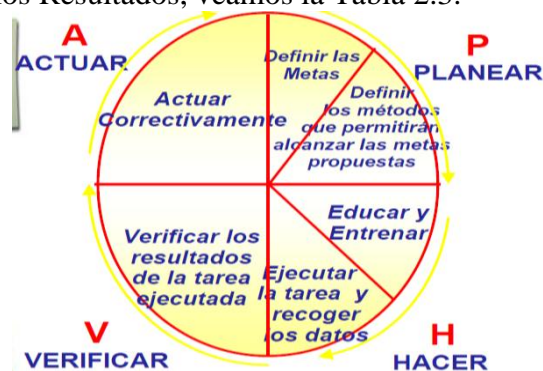 los Resultados, veamos la Tabla 2.3.
A
ACTUAR
P
PLANEAR
Definir las
Metas
Definir
los métodos
que permitirán
alcanzar las metas
propuestas
Actuar
Correctivamente
Educar y
Entrenar
Ejecutar
la tarea y
recoger
los datos
Verificar los
resultados
de la tarea
ejecutada
V
VERIFICAR
H
HACER